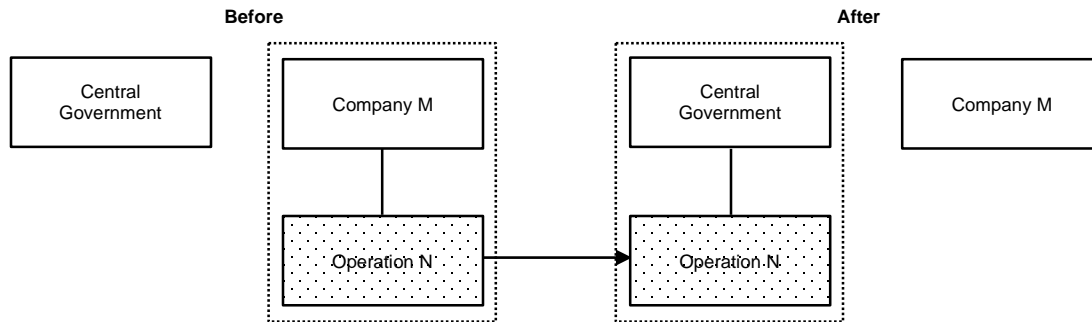 Before
After
Central
Government
Company M
Central
Government
Company M
Operation N
Operation N